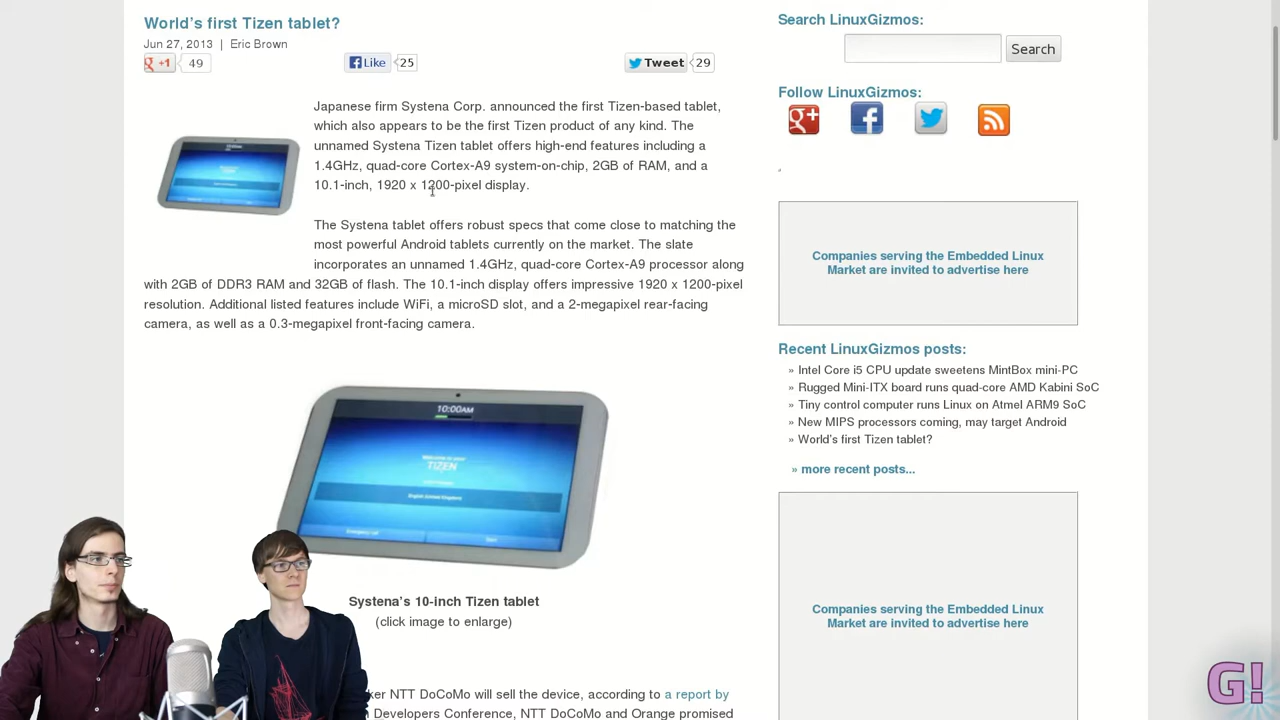 World's first Tizen tablet?
Jun 27, 2013 | Eric Brown
+1 49
Like 25
Tweet 29
Japanese firm Systena Corp. announced the first Tizen-based tablet,
which also appears to be the first Tizen product of any kind. The
unnamed Systena Tizen tablet offers high-end features including a
1.4GHz, quad-core Cortex-A9 system-on-chip, 2GB of RAM, and a
10.1-inch, 1920 x 1200-pixel display.
The Systena tablet offers robust specs that come close to matching the
most powerful Android tablets currently on the market. The slate
incorporates an unnamed 1.4GHz, quad-core Cortex-A9 processor along
with 2GB of DDR3 RAM and 32GB of flash. The 10.1-inch display offers impressive 1920 x 1200-pixel
resolution. Additional listed features include WiFi, a microSD slot, and a 2-megapixel rear-facing
camera, as well as a 0.3-megapixel front-facing camera.
10:00AM
TIZEN
English (United Kingdom)
Systena's 10-inch Tizen tablet
(click image to enlarge)
ker NTT DoCoMo will sell the device, according to a report by
Developers Conference, NTT DoCoMo and Orange promised
Search LinuxGizmos:
Search
Follow LinuxGizmos:
Companies serving the Embedded Linux
Market are invited to advertise here
Recent LinuxGizmos posts:
» Intel Core i5 CPU update sweetens MintBox mini-PC
» Rugged Mini-ITX board runs quad-core AMD Kabini SoC
» Tiny control computer runs Linux on Atmel ARM9 SoC
» New MIPS processors coming, may target Android
» World's first Tizen tablet?
» more recent posts...
Companies serving the Embedded Linux
Market are invited to advertise here
G!